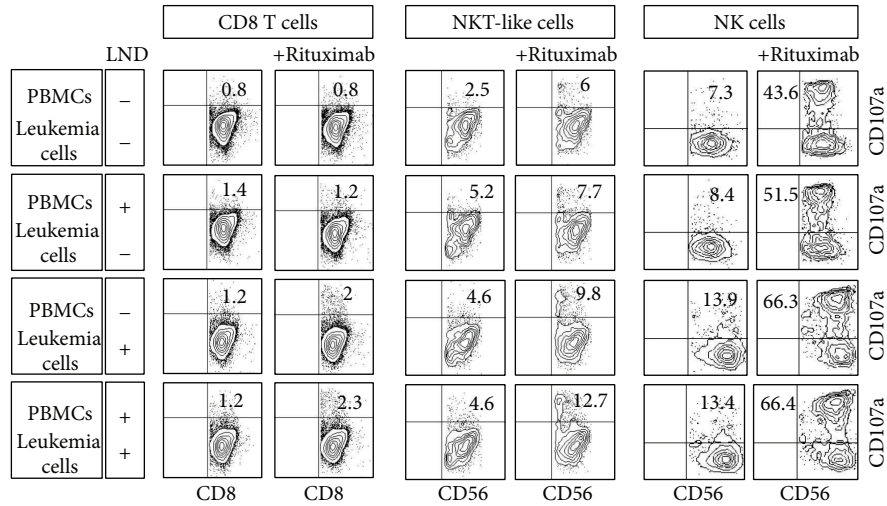 CD8 T cells NKT-like cells NK cells
LND +Rituximab +Rituximab +Rituximab
PBMCs – 0.8 0.8 2.5 6 7.3 43.6 CD107a
Leukemia
cells –
PBMCs + 1.4 1.2 5.2 7.7 8.4 51.5 CD107a
Leukemia
cells –
PBMCs – 1.2 2 4.6 9.8 13.9 66.3 CD107a
Leukemia
cells +
PBMCs + 1.2 2.3 4.6 12.7 13.4 66.4 CD107a
Leukemia
cells +
CD8 CD8 CD56 CD56 CD56 CD56